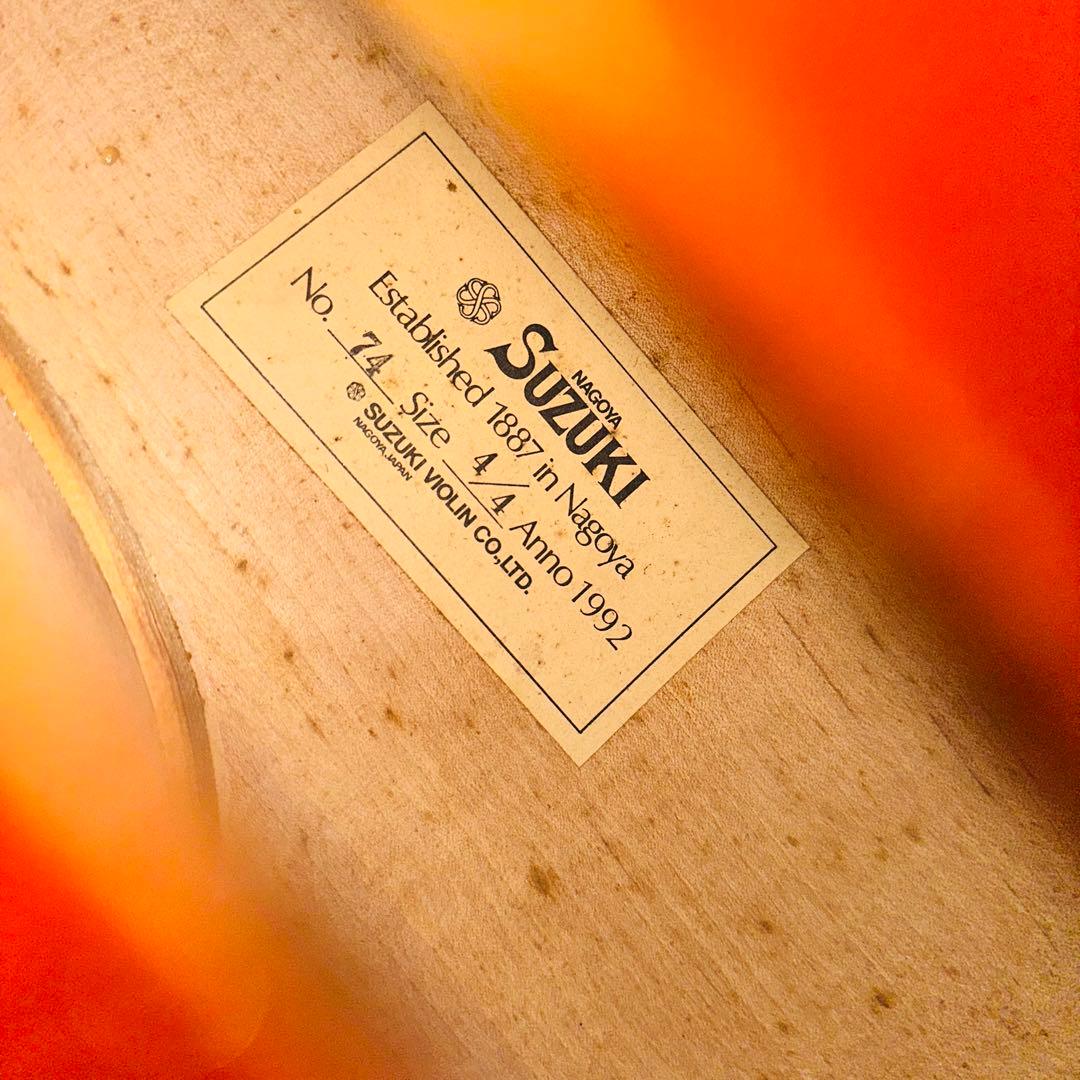 NAGOYA
SUZUKI
Established 1887 in Nagoya
No. 74 Size 4/4 Anno 1992
SUZUKI VIOLIN CO.,LTD.
NAGOYA, JAPAN